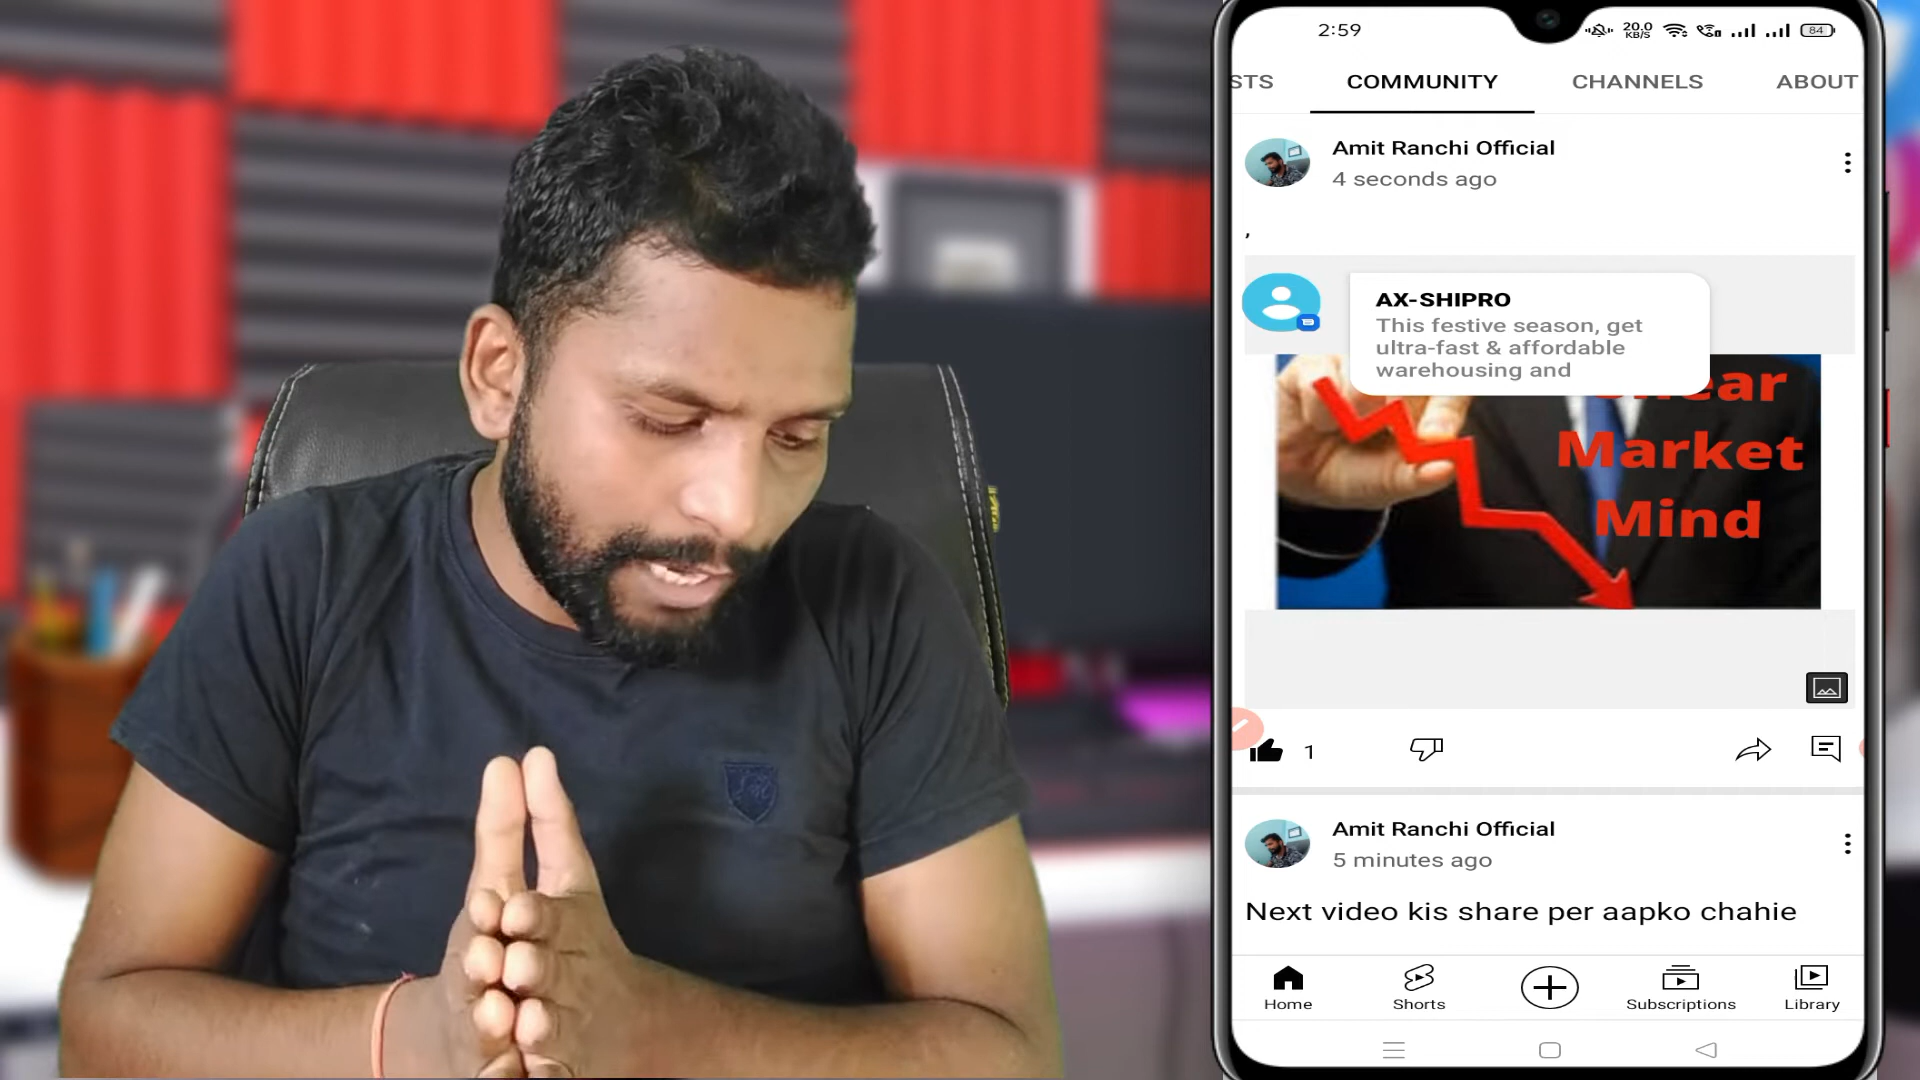 2:59
20.0
KB/S
84
STS
COMMUNITY
CHANNELS
ABOUT
Amit Ranchi Official
4 seconds ago
,
AX-SHIPRO
This festive season, get
ultra-fast & affordable
warehousing and
ear
Market
Mind
1
Amit Ranchi Official
5 minutes ago
Next video kis share per aapko chahie
Home
Shorts
Subscriptions
Library